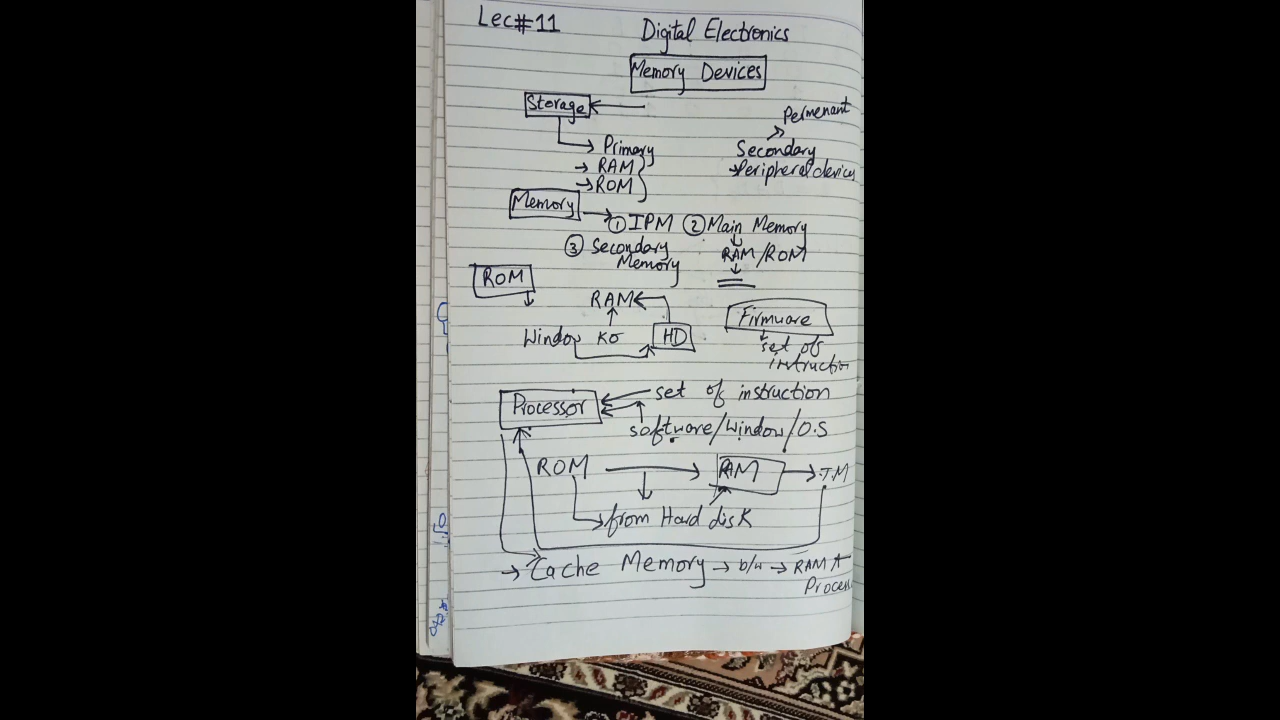 Lec#11
Digital Electronics
Memory Devices
Storage
Permenant
Primary
Secondary
→ RAM
→ Peripheral devices
→ ROM
Memory
① IPM ② Main Memory
③ Secondary Memory
RAM/ROM
ROM
RAM
Firmware
Window Ko HD
set of
instruction
Processor
set of instruction
software/Window/O.S
ROM → RAM → I.M
from Hard disk
→ Cache Memory → b/w → RAM
Process